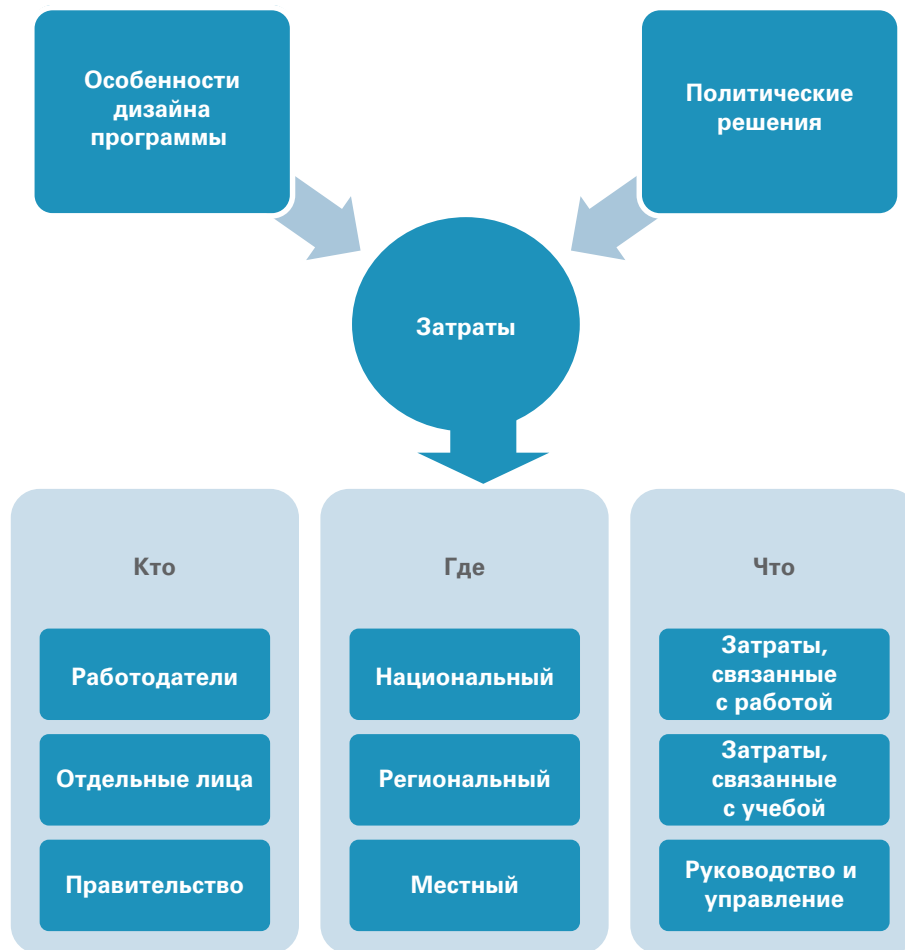 Особенности
дизайна
программы
Политические
решения
Затраты
Кто
Работодатели
Отдельные лица
Правительство
Где
Национальный
Региональный
Местный
Что
Затраты,
связанные
с работой
Затраты,
связанные
с учебой
Руководство и
управление